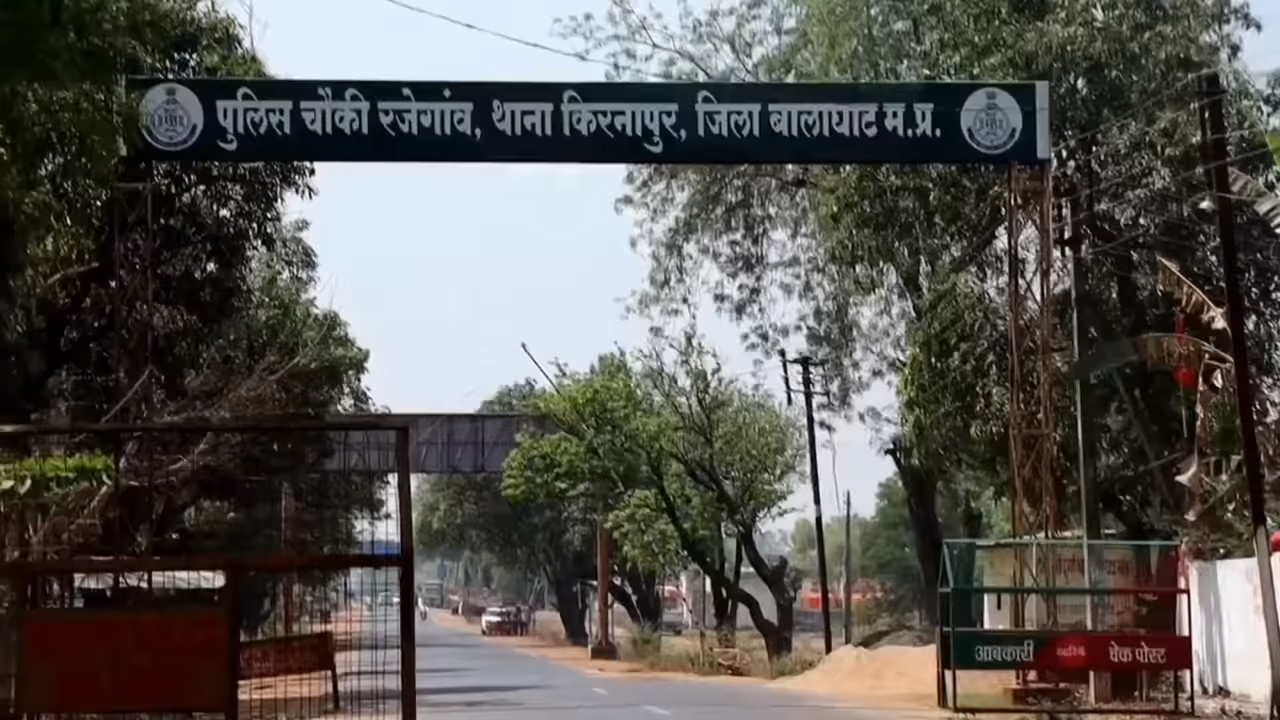 पुलिस चौकी रजेगांव, थाना किरनापुर, जिला बालाघाट म.प्र.
आबकारी चेक पोस्ट